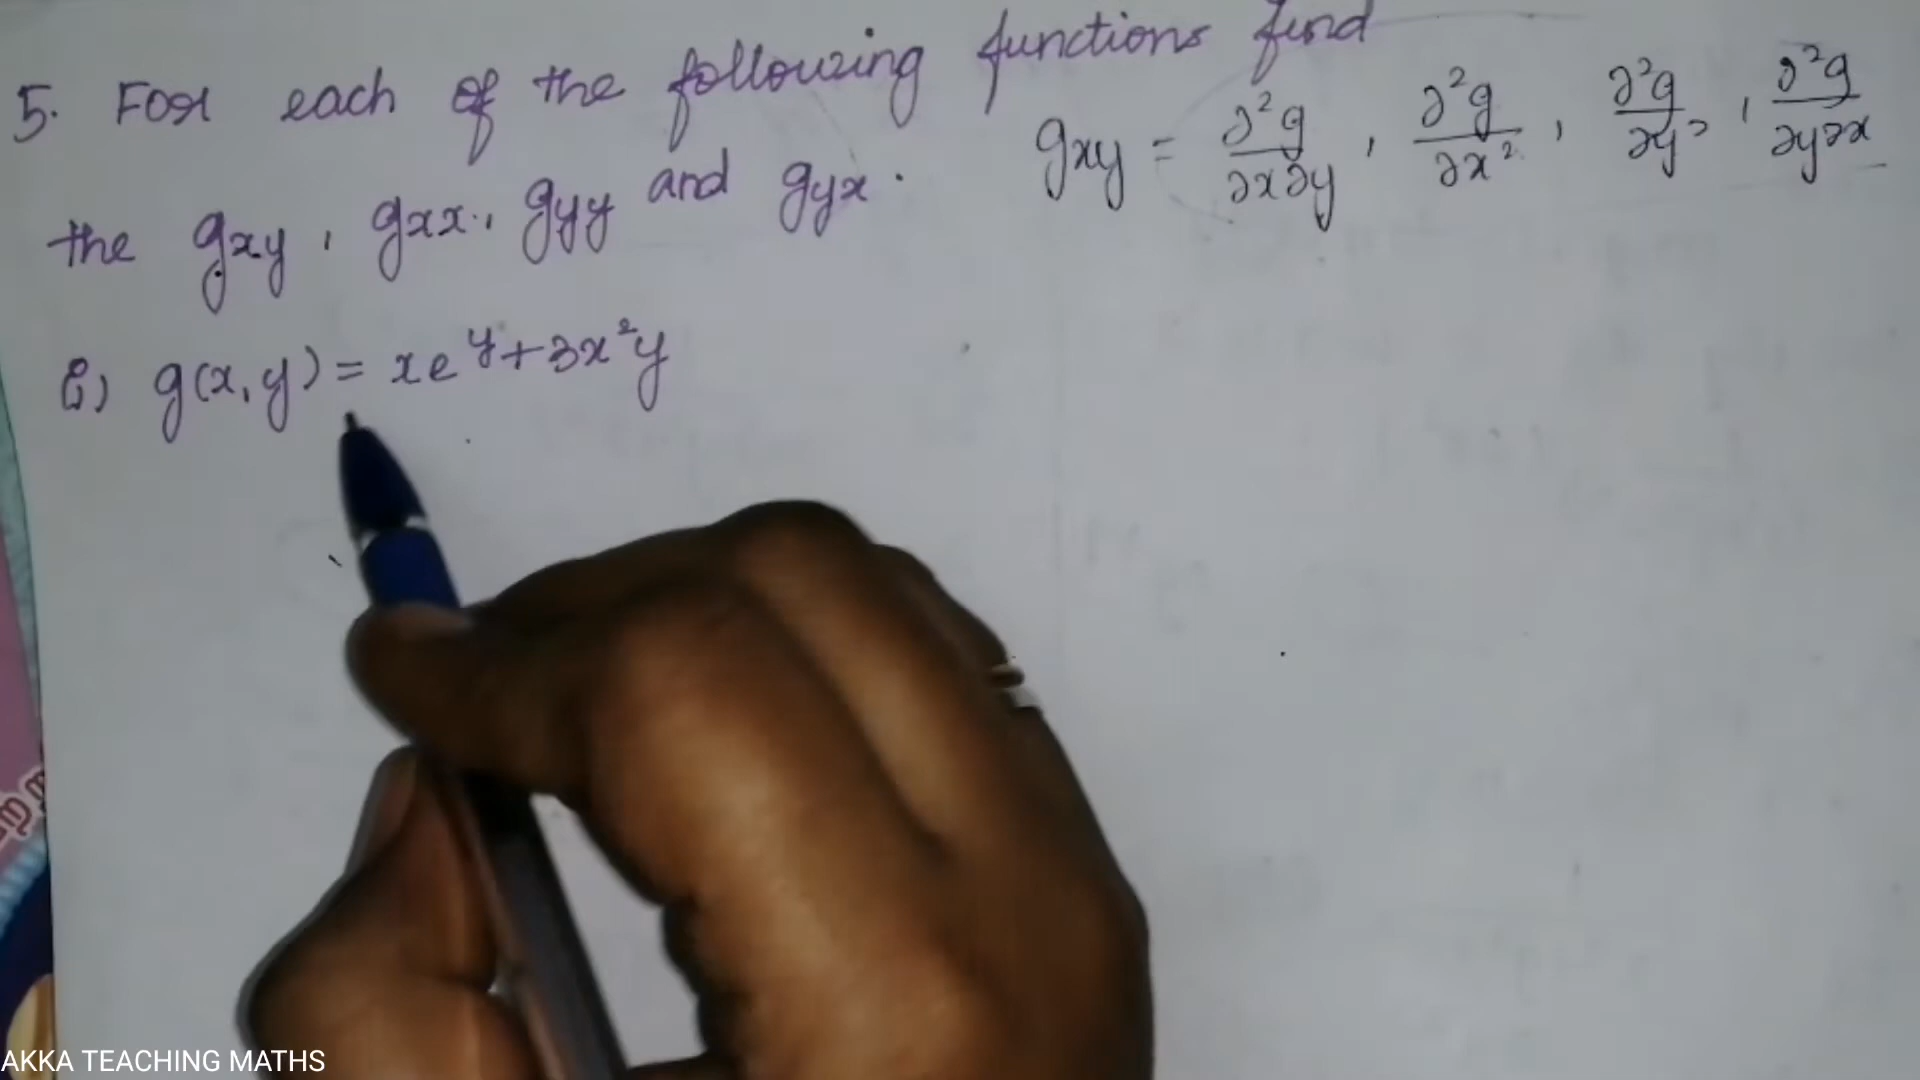 5. For each of the following functions find
the gxy, gxx, gyy and gyx.
gxy = ∂²g/∂x∂y, ∂²g/∂x², ∂²g/∂y², ∂²g/∂y∂x
(i) g(x,y) = xe^y + 3x²y
AKKA TEACHING MATHS